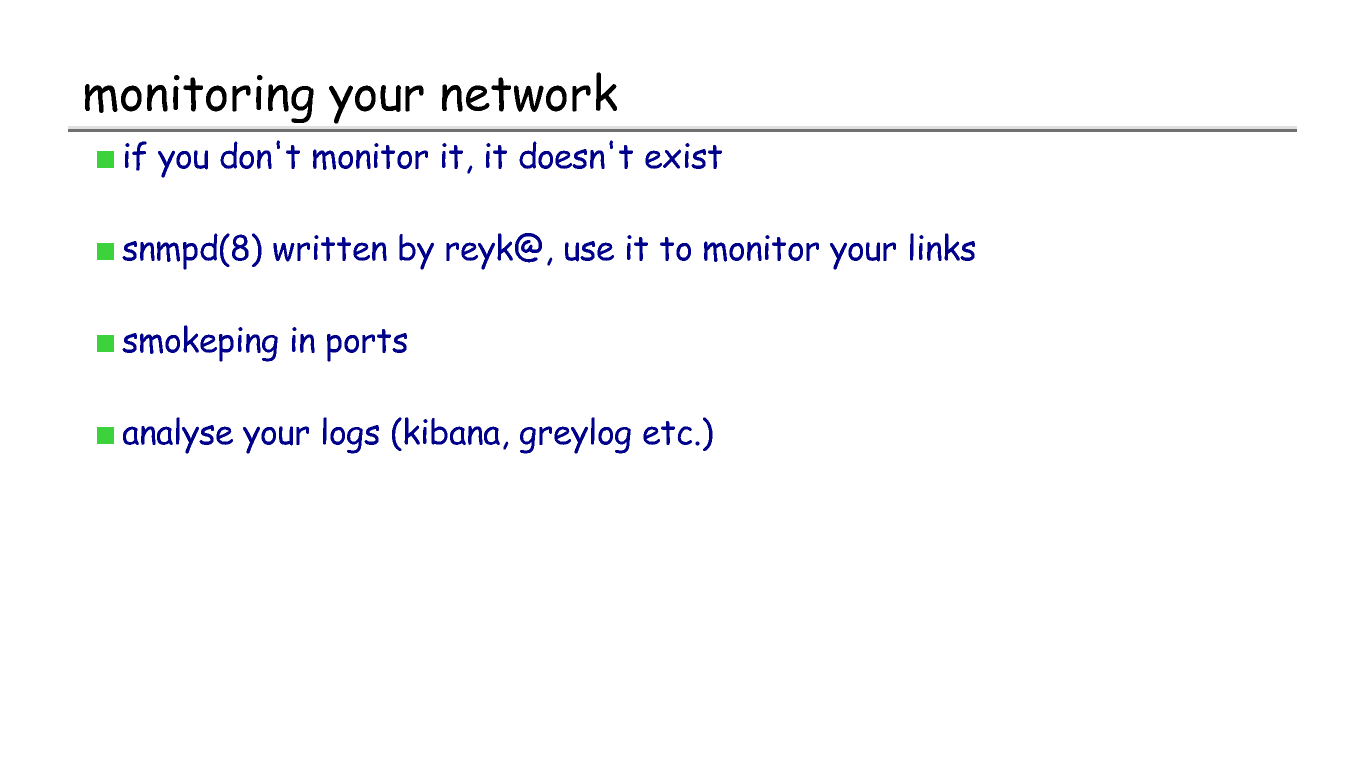 monitoring your network
if you don't monitor it, it doesn't exist
snmpd(8) written by reyk@, use it to monitor your links
smokeping in ports
analyse your logs (kibana, greylog etc.)